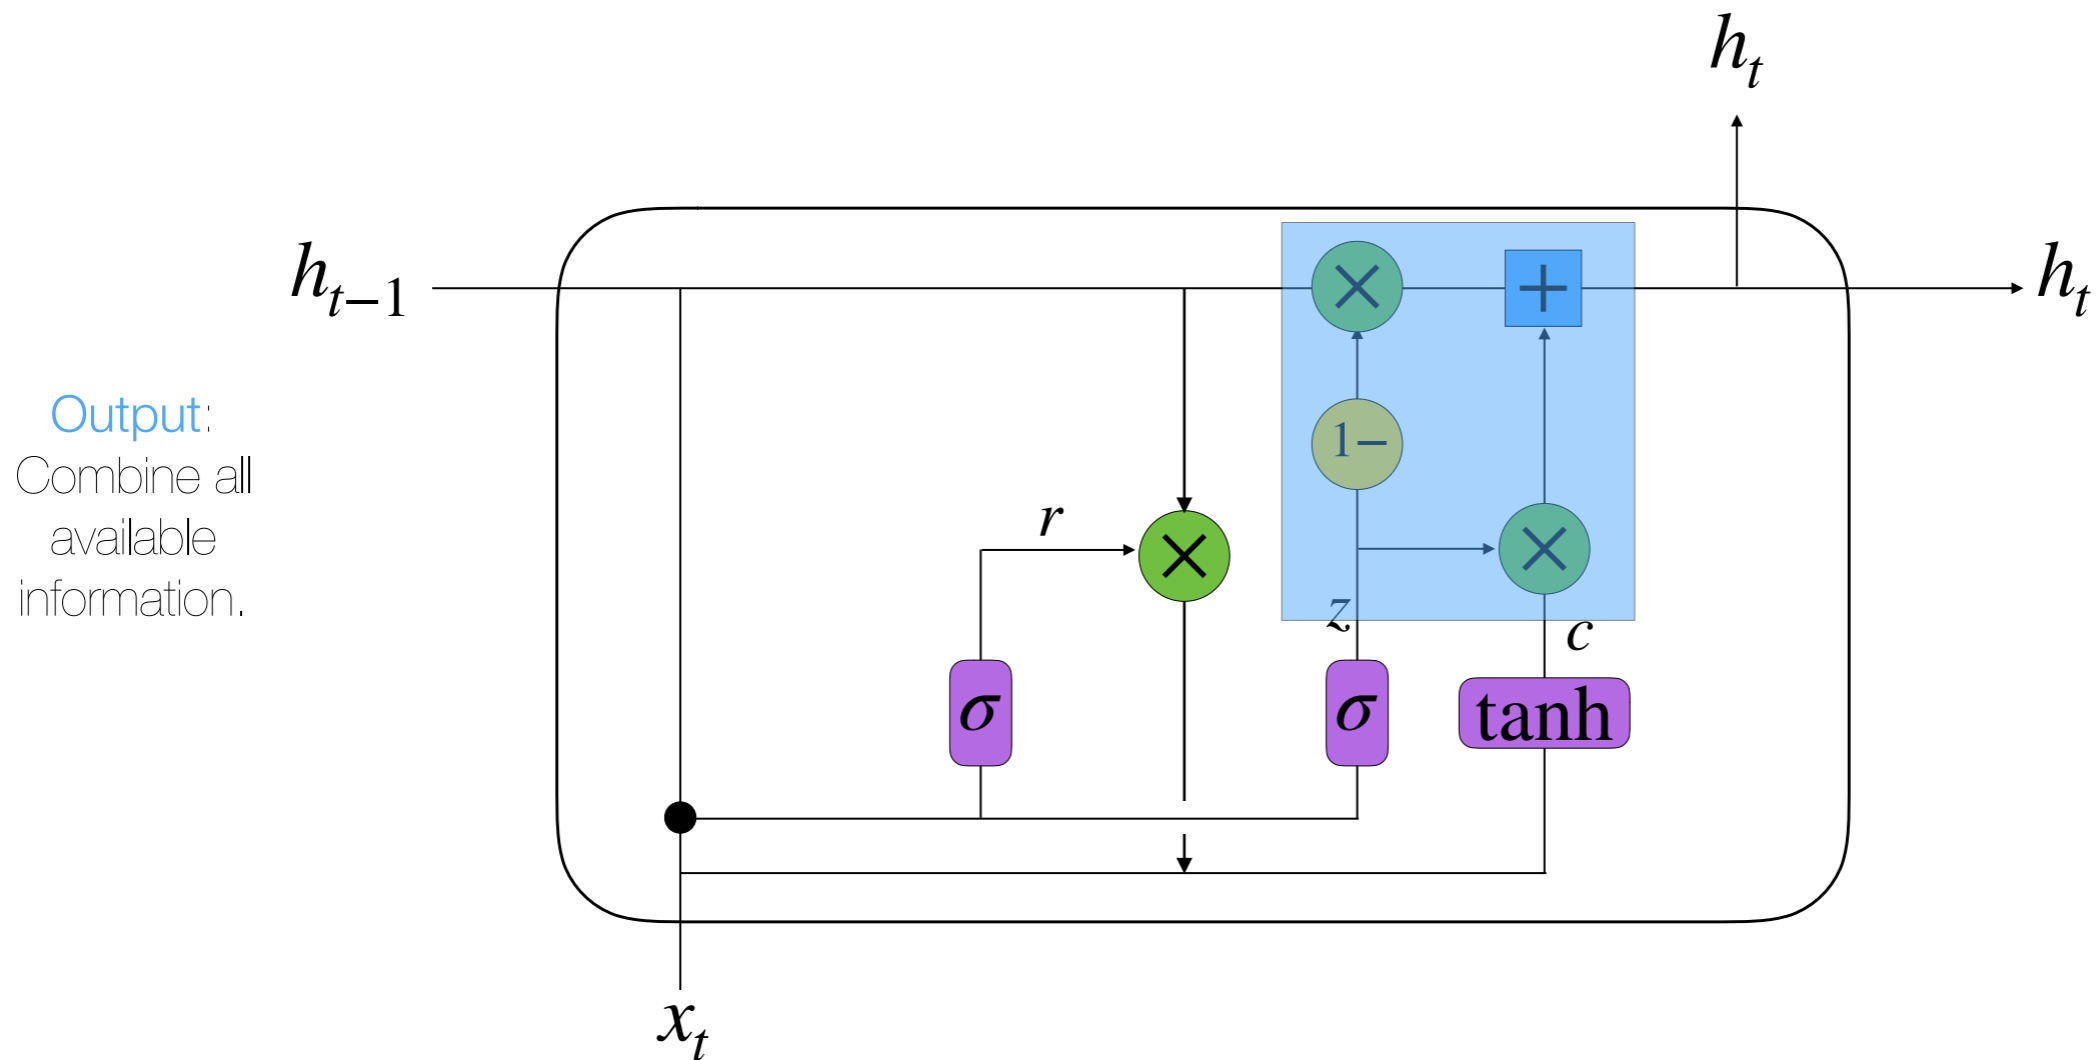 h_t
h_{t−1}
h_t
Output:
Combine all
available
information.
×
+
1−
r
×
×
z
c
σ
σ
tanh
x_t